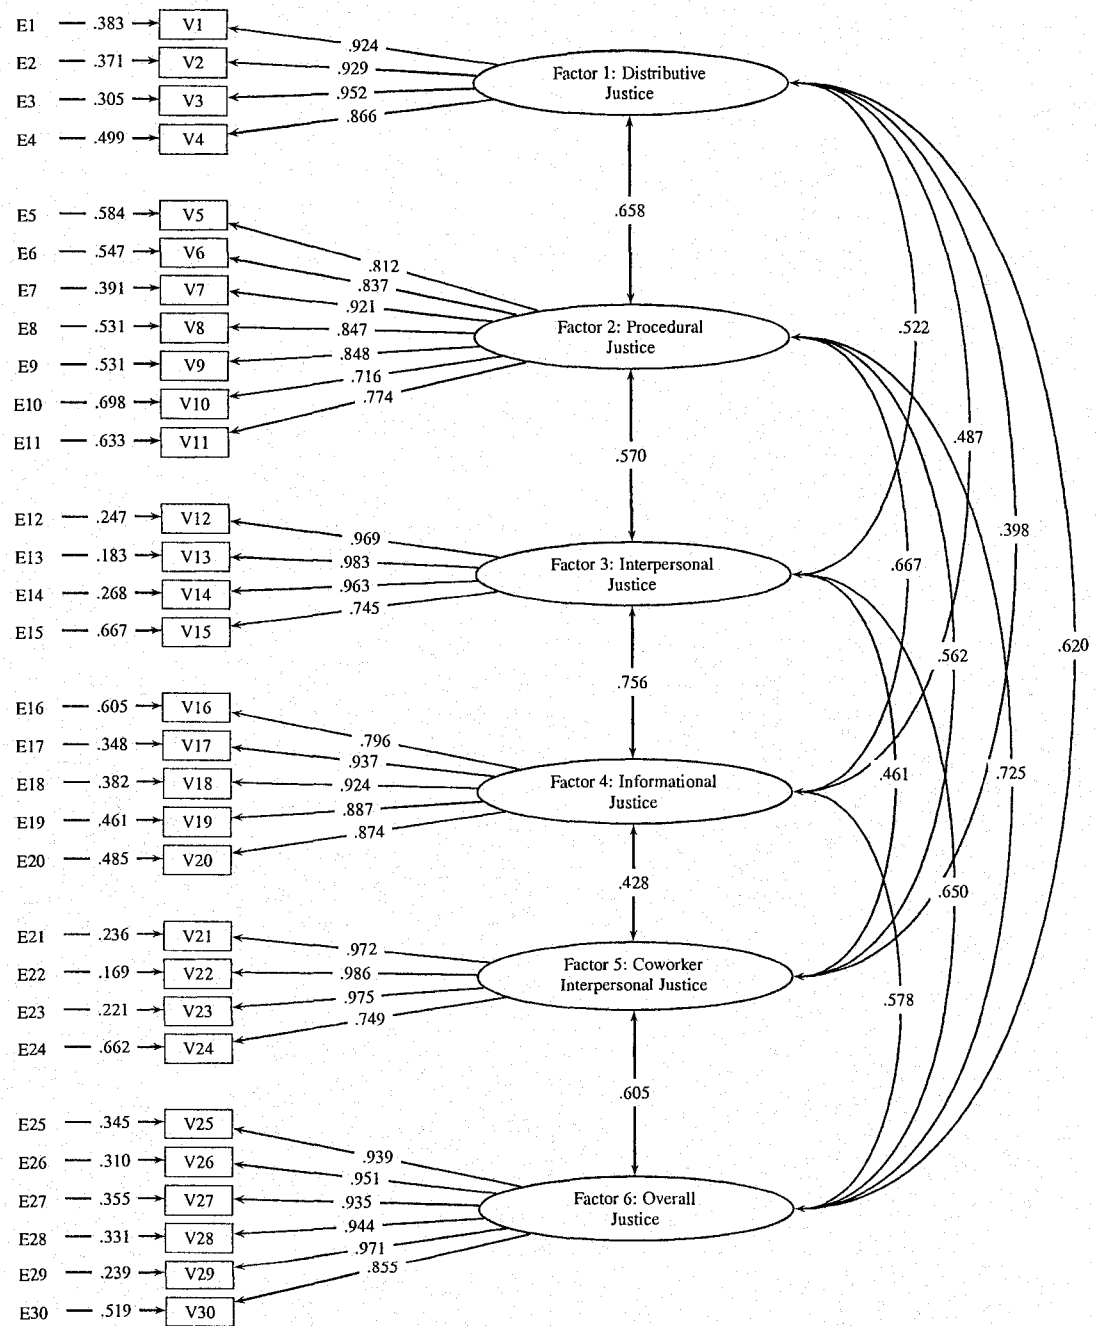 E1 .383 V1
.924
E2 .371 V2
.929
E3 .305 V3
.952
E4 .499 V4
.866
Factor 1: Distributive
Justice
.658
E5 .584 V5
.812
E6 .547 V6
.837
E7 .391 V7
.921
E8 .531 V8
.847
E9 .531 V9
.848
E10 .698 V10
.716
E11 .633 V11
.774
Factor 2: Procedural
Justice
.570
E12 .247 V12
.969
E13 .183 V13
.983
E14 .268 V14
.963
E15 .667 V15
.745
Factor 3: Interpersonal
Justice
.756
E16 .605 V16
.796
E17 .348 V17
.937
E18 .382 V18
.924
E19 .461 V19
.887
E20 .485 V20
.874
Factor 4: Informational
Justice
.428
E21 .236 V21
.972
E22 .169 V22
.986
E23 .221 V23
.975
E24 .662 V24
.749
Factor 5: Coworker
Interpersonal Justice
.605
E25 .345 V25
.939
E26 .310 V26
.951
E27 .355 V27
.935
E28 .331 V28
.944
E29 .239 V29
.971
E30 .519 V30
.855
Factor 6: Overall
Justice
.522
.487
.398
.667
.562
.620
.461
.725
.650
.578